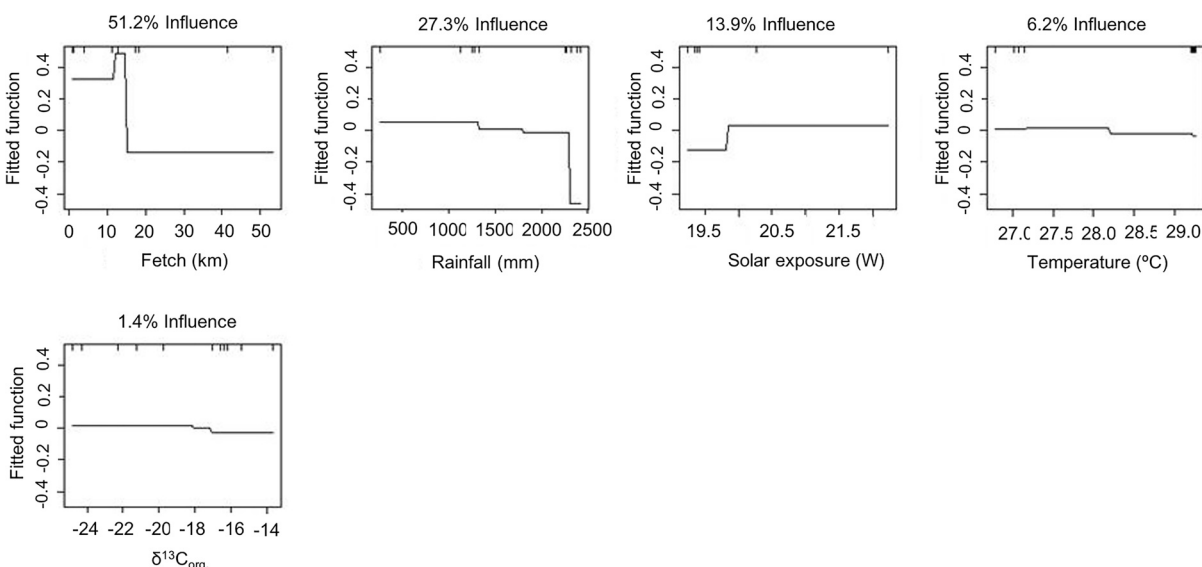 51.2% Influence
27.3% Influence
13.9% Influence
6.2% Influence
Fitted function
0.4
0.2
0
-0.2
-0.4
0 10 20 30 40 50
Fetch (km)
Fitted function
0.4
0.2
0
-0.2
-0.4
500 1000 1500 2000 2500
Rainfall (mm)
Fitted function
0.4
0.2
0
-0.2
-0.4
19.5 20.5 21.5
Solar exposure (W)
Fitted function
0.4
0.2
0
-0.2
-0.4
27.0 27.5 28.0 28.5 29.0
Temperature (ºC)
1.4% Influence
Fitted function
0.4
0.2
0
-0.2
-0.4
-24 -22 -20 -18 -16 -14
δ¹³Corg